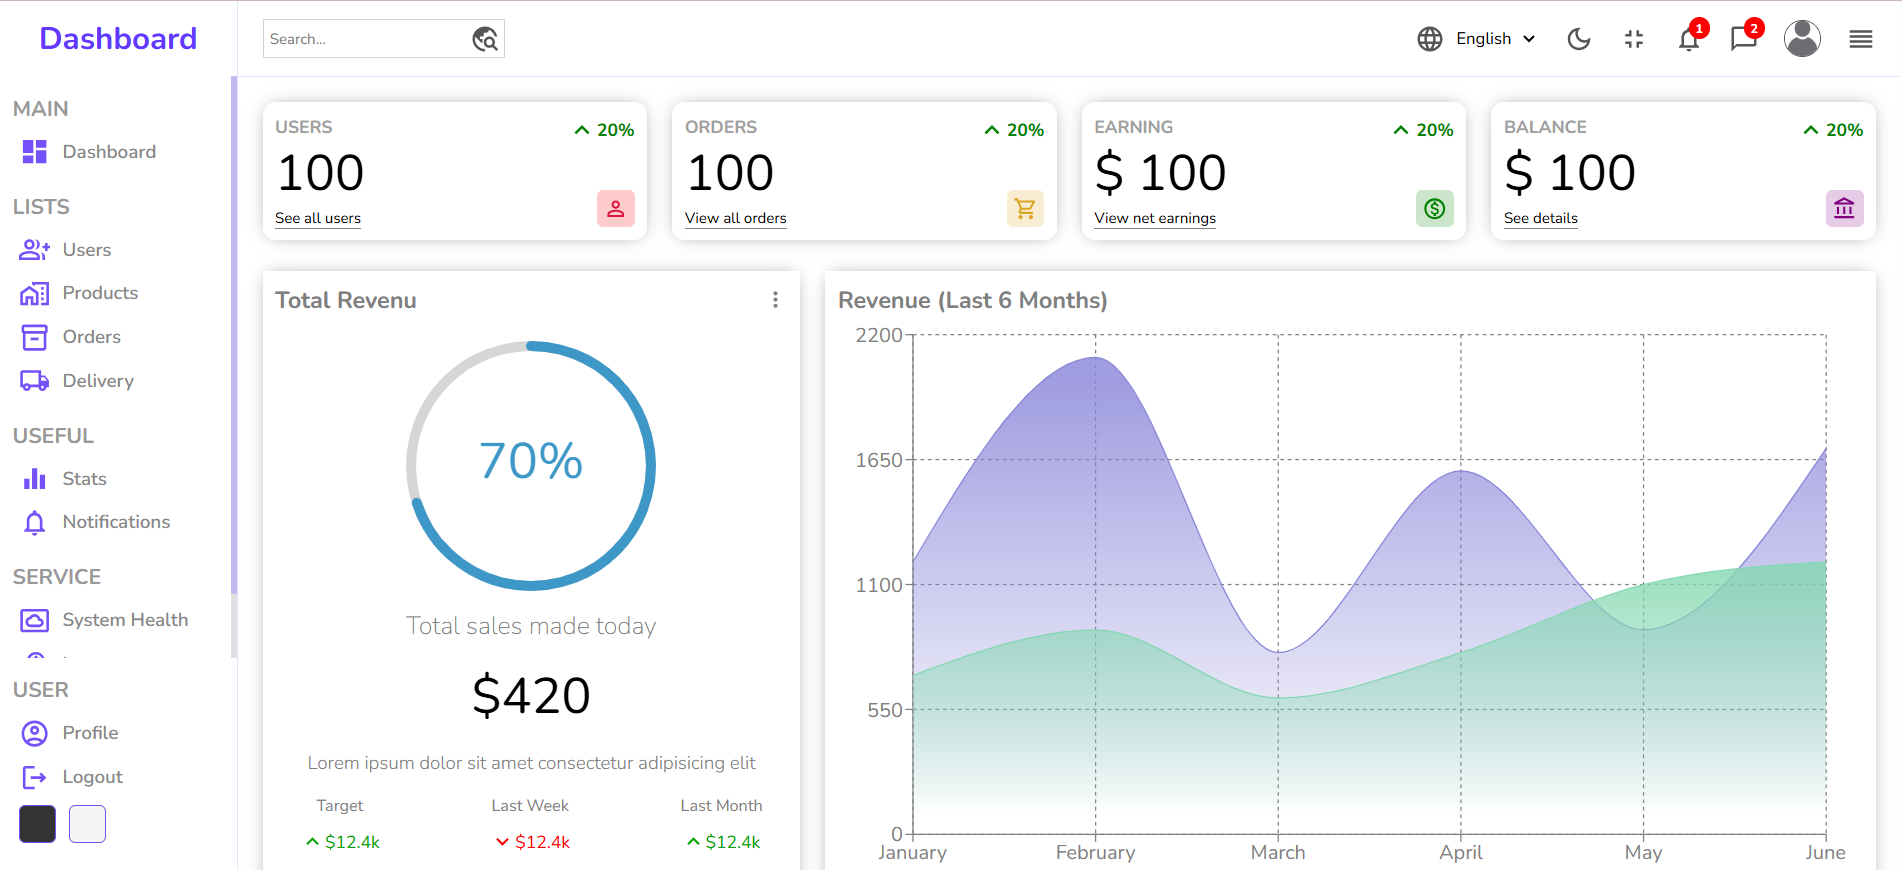 Dashboard
Search...
English
1
2
MAIN
Dashboard
LISTS
Users
Products
Orders
Delivery
USEFUL
Stats
Notifications
SERVICE
System Health
USER
Profile
Logout
USERS
20%
100
See all users
ORDERS
20%
100
View all orders
EARNING
20%
$ 100
View net earnings
BALANCE
20%
$ 100
See details
Total Revenu
70%
Total sales made today
$420
Lorem ipsum dolor sit amet consectetur adipisicing elit
Target Last Week Last Month
$12.4k $12.4k $12.4k
Revenue (Last 6 Months)
2200
1650
1100
550
0
January February March April May June